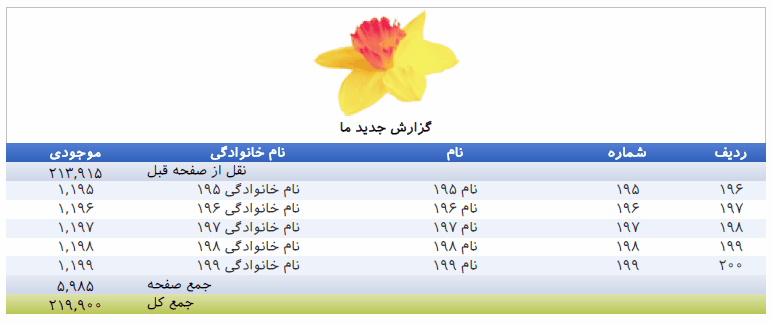 گزارش جدید ما
ردیف شماره نام نام خانوادگی موجودی
نقل از صفحه قبل ۲۱۳,۹۱۵
۱۹۶ ۱۹۵ نام ۱۹۵ نام خانوادگی ۱۹۵ ۱,۱۹۵
۱۹۷ ۱۹۶ نام ۱۹۶ نام خانوادگی ۱۹۶ ۱,۱۹۶
۱۹۸ ۱۹۷ نام ۱۹۷ نام خانوادگی ۱۹۷ ۱,۱۹۷
۱۹۹ ۱۹۸ نام ۱۹۸ نام خانوادگی ۱۹۸ ۱,۱۹۸
۲۰۰ ۱۹۹ نام ۱۹۹ نام خانوادگی ۱۹۹ ۱,۱۹۹
جمع صفحه ۵,۹۸۵
جمع کل ۲۱۹,۹۰۰